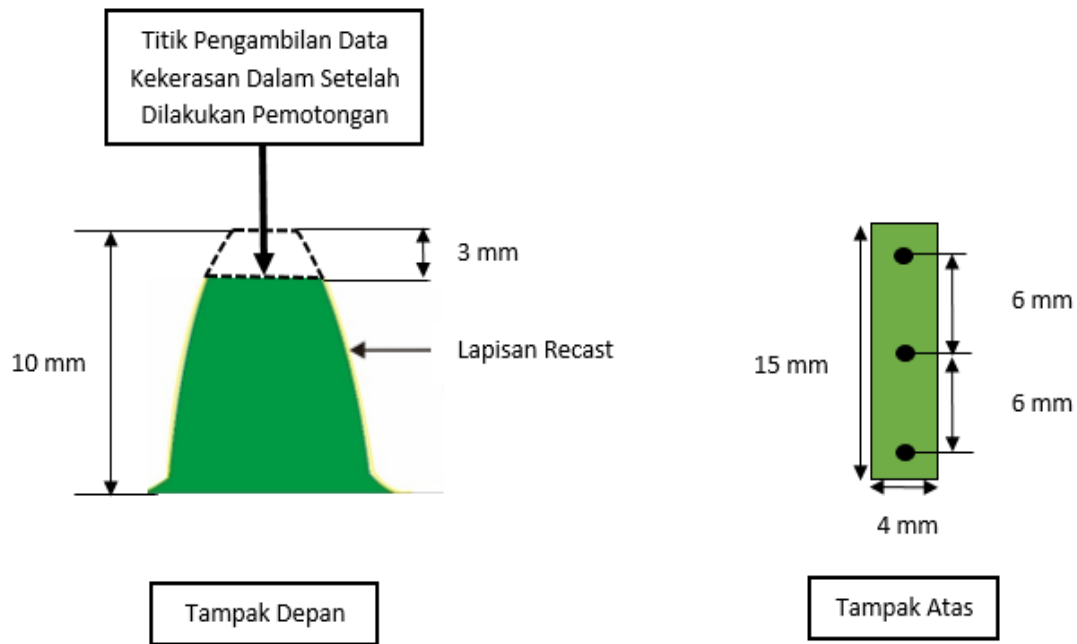 Titik Pengambilan Data
Kekerasan Dalam Setelah
Dilakukan Pemotongan
3 mm
10 mm
Lapisan Recast
Tampak Depan
6 mm
15 mm
6 mm
4 mm
Tampak Atas